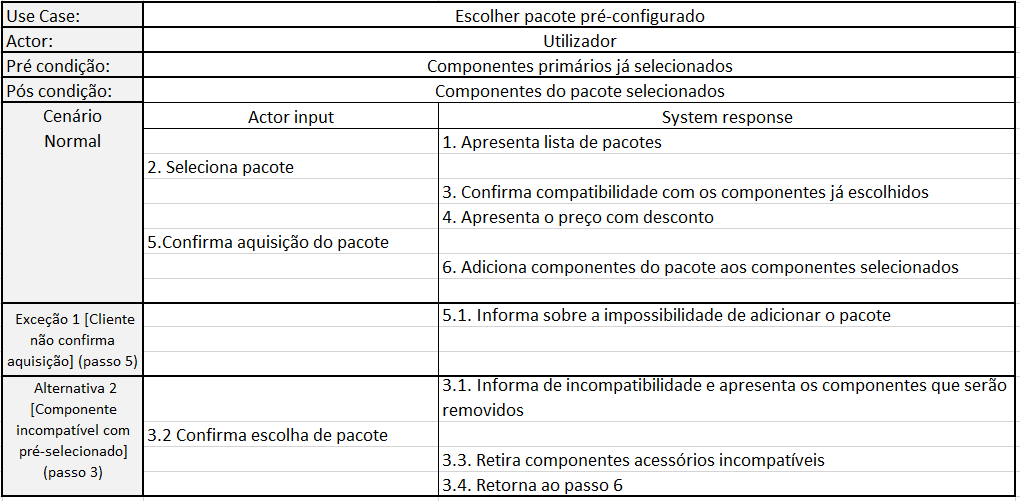 Use Case: Escolher pacote pré-configurado
Actor: Utilizador
Pré condição: Componentes primários já selecionados
Pós condição: Componentes do pacote selecionados
Cenário
Normal
Actor input System response
1. Apresenta lista de pacotes
2. Seleciona pacote
3. Confirma compatibilidade com os componentes já escolhidos
4. Apresenta o preço com desconto
5.Confirma aquisição do pacote
6. Adiciona componentes do pacote aos componentes selecionados
Exceção 1 [Cliente
não confirma
aquisição] (passo 5)
5.1. Informa sobre a impossibilidade de adicionar o pacote
Alternativa 2
[Componente
incompatível com
pré-selecionado]
(passo 3)
3.1. Informa de incompatibilidade e apresenta os componentes que serão
removidos
3.2 Confirma escolha de pacote
3.3. Retira componentes acessórios incompatíveis
3.4. Retorna ao passo 6